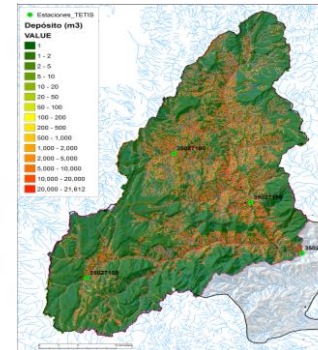 Estaciones_TETIS
Depósito (m3)
VALUE
1
1 - 2
2 - 5
5 - 10
10 - 20
20 - 50
50 - 100
100 - 200
200 - 500
500 - 1,000
1,000 - 2,000
2,000 - 5,000
5,000 - 10,000
10,000 - 20,000
20,000 - 21,612